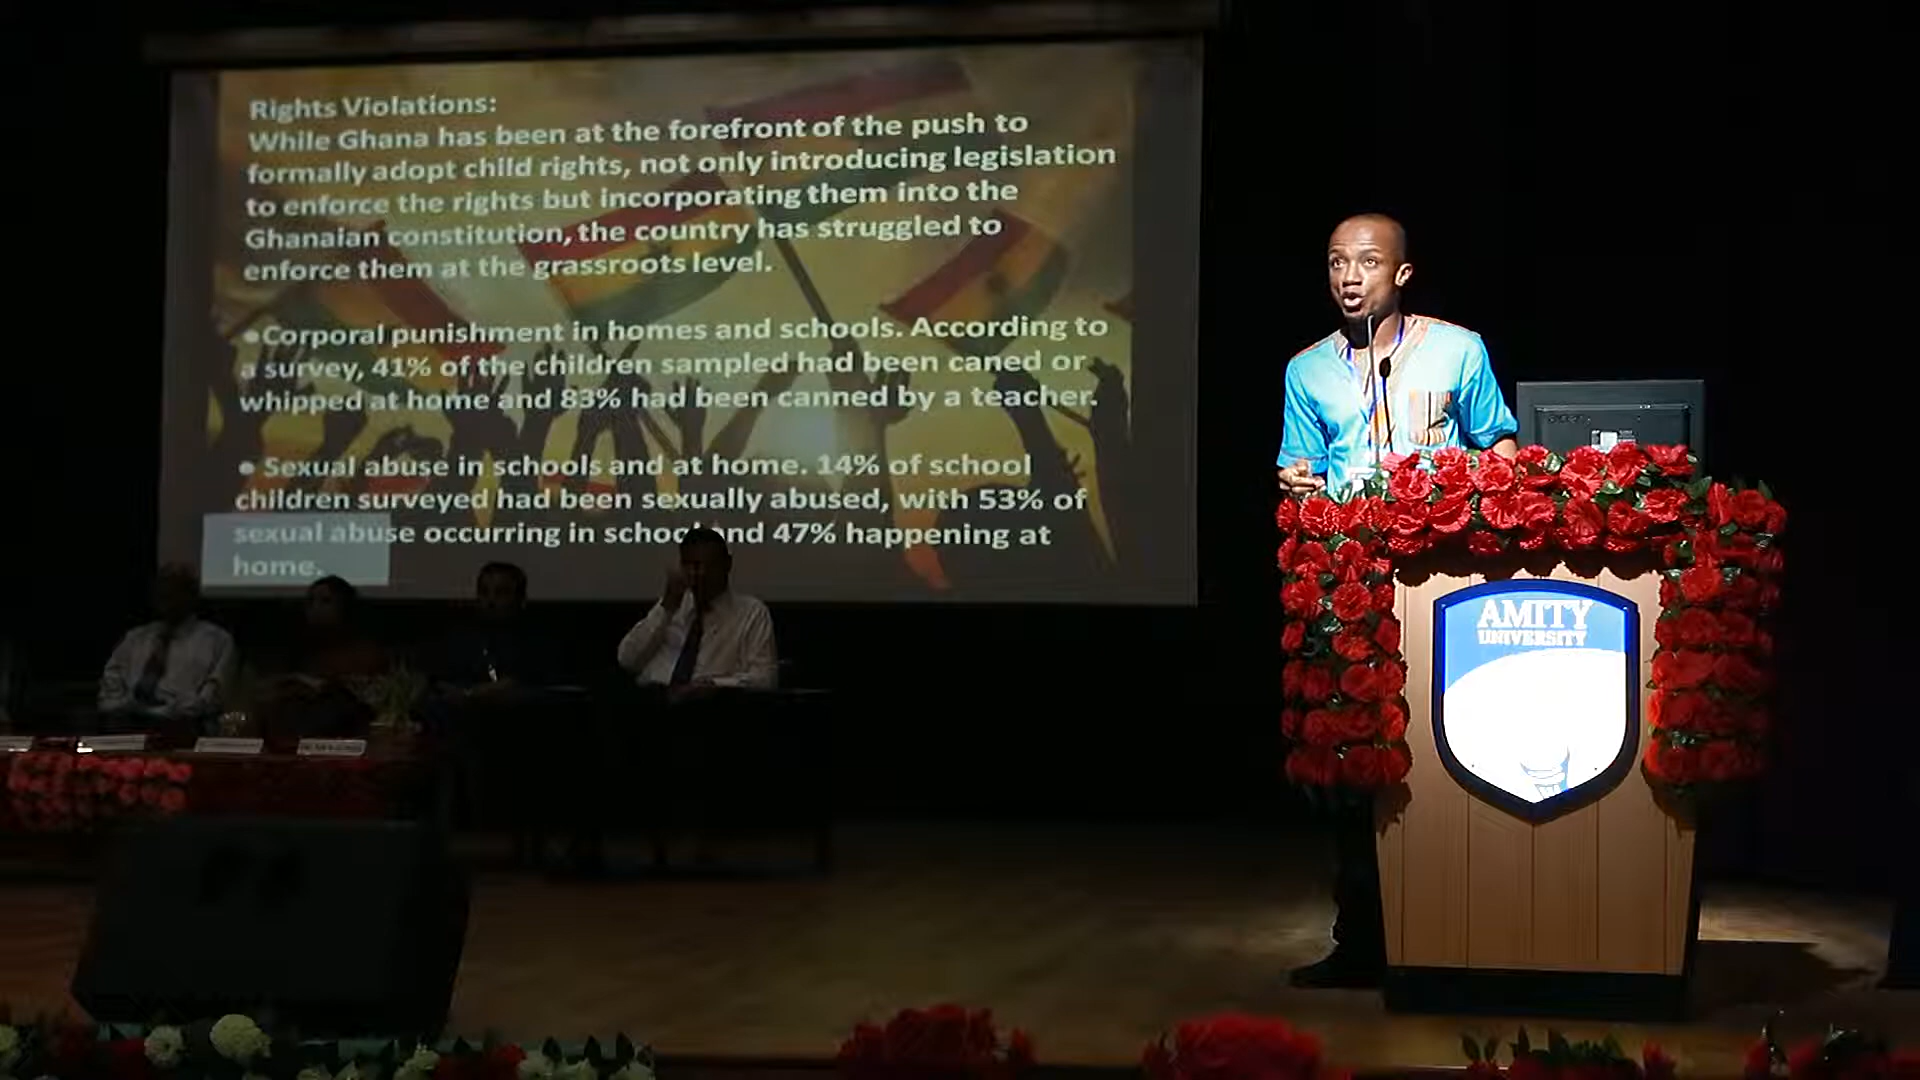 Rights Violations:
While Ghana has been at the forefront of the push to
formally adopt child rights, not only introducing legislation
to enforce the rights but incorporating them into the
Ghanaian constitution, the country has struggled to
enforce them at the grassroots level.
●Corporal punishment in homes and schools. According to
a survey, 41% of the children sampled had been caned or
whipped at home and 83% had been canned by a teacher.
● Sexual abuse in schools and at home. 14% of school
children surveyed had been sexually abused, with 53% of
sexual abuse occurring in school and 47% happening at
home.
AMITY
UNIVERSITY